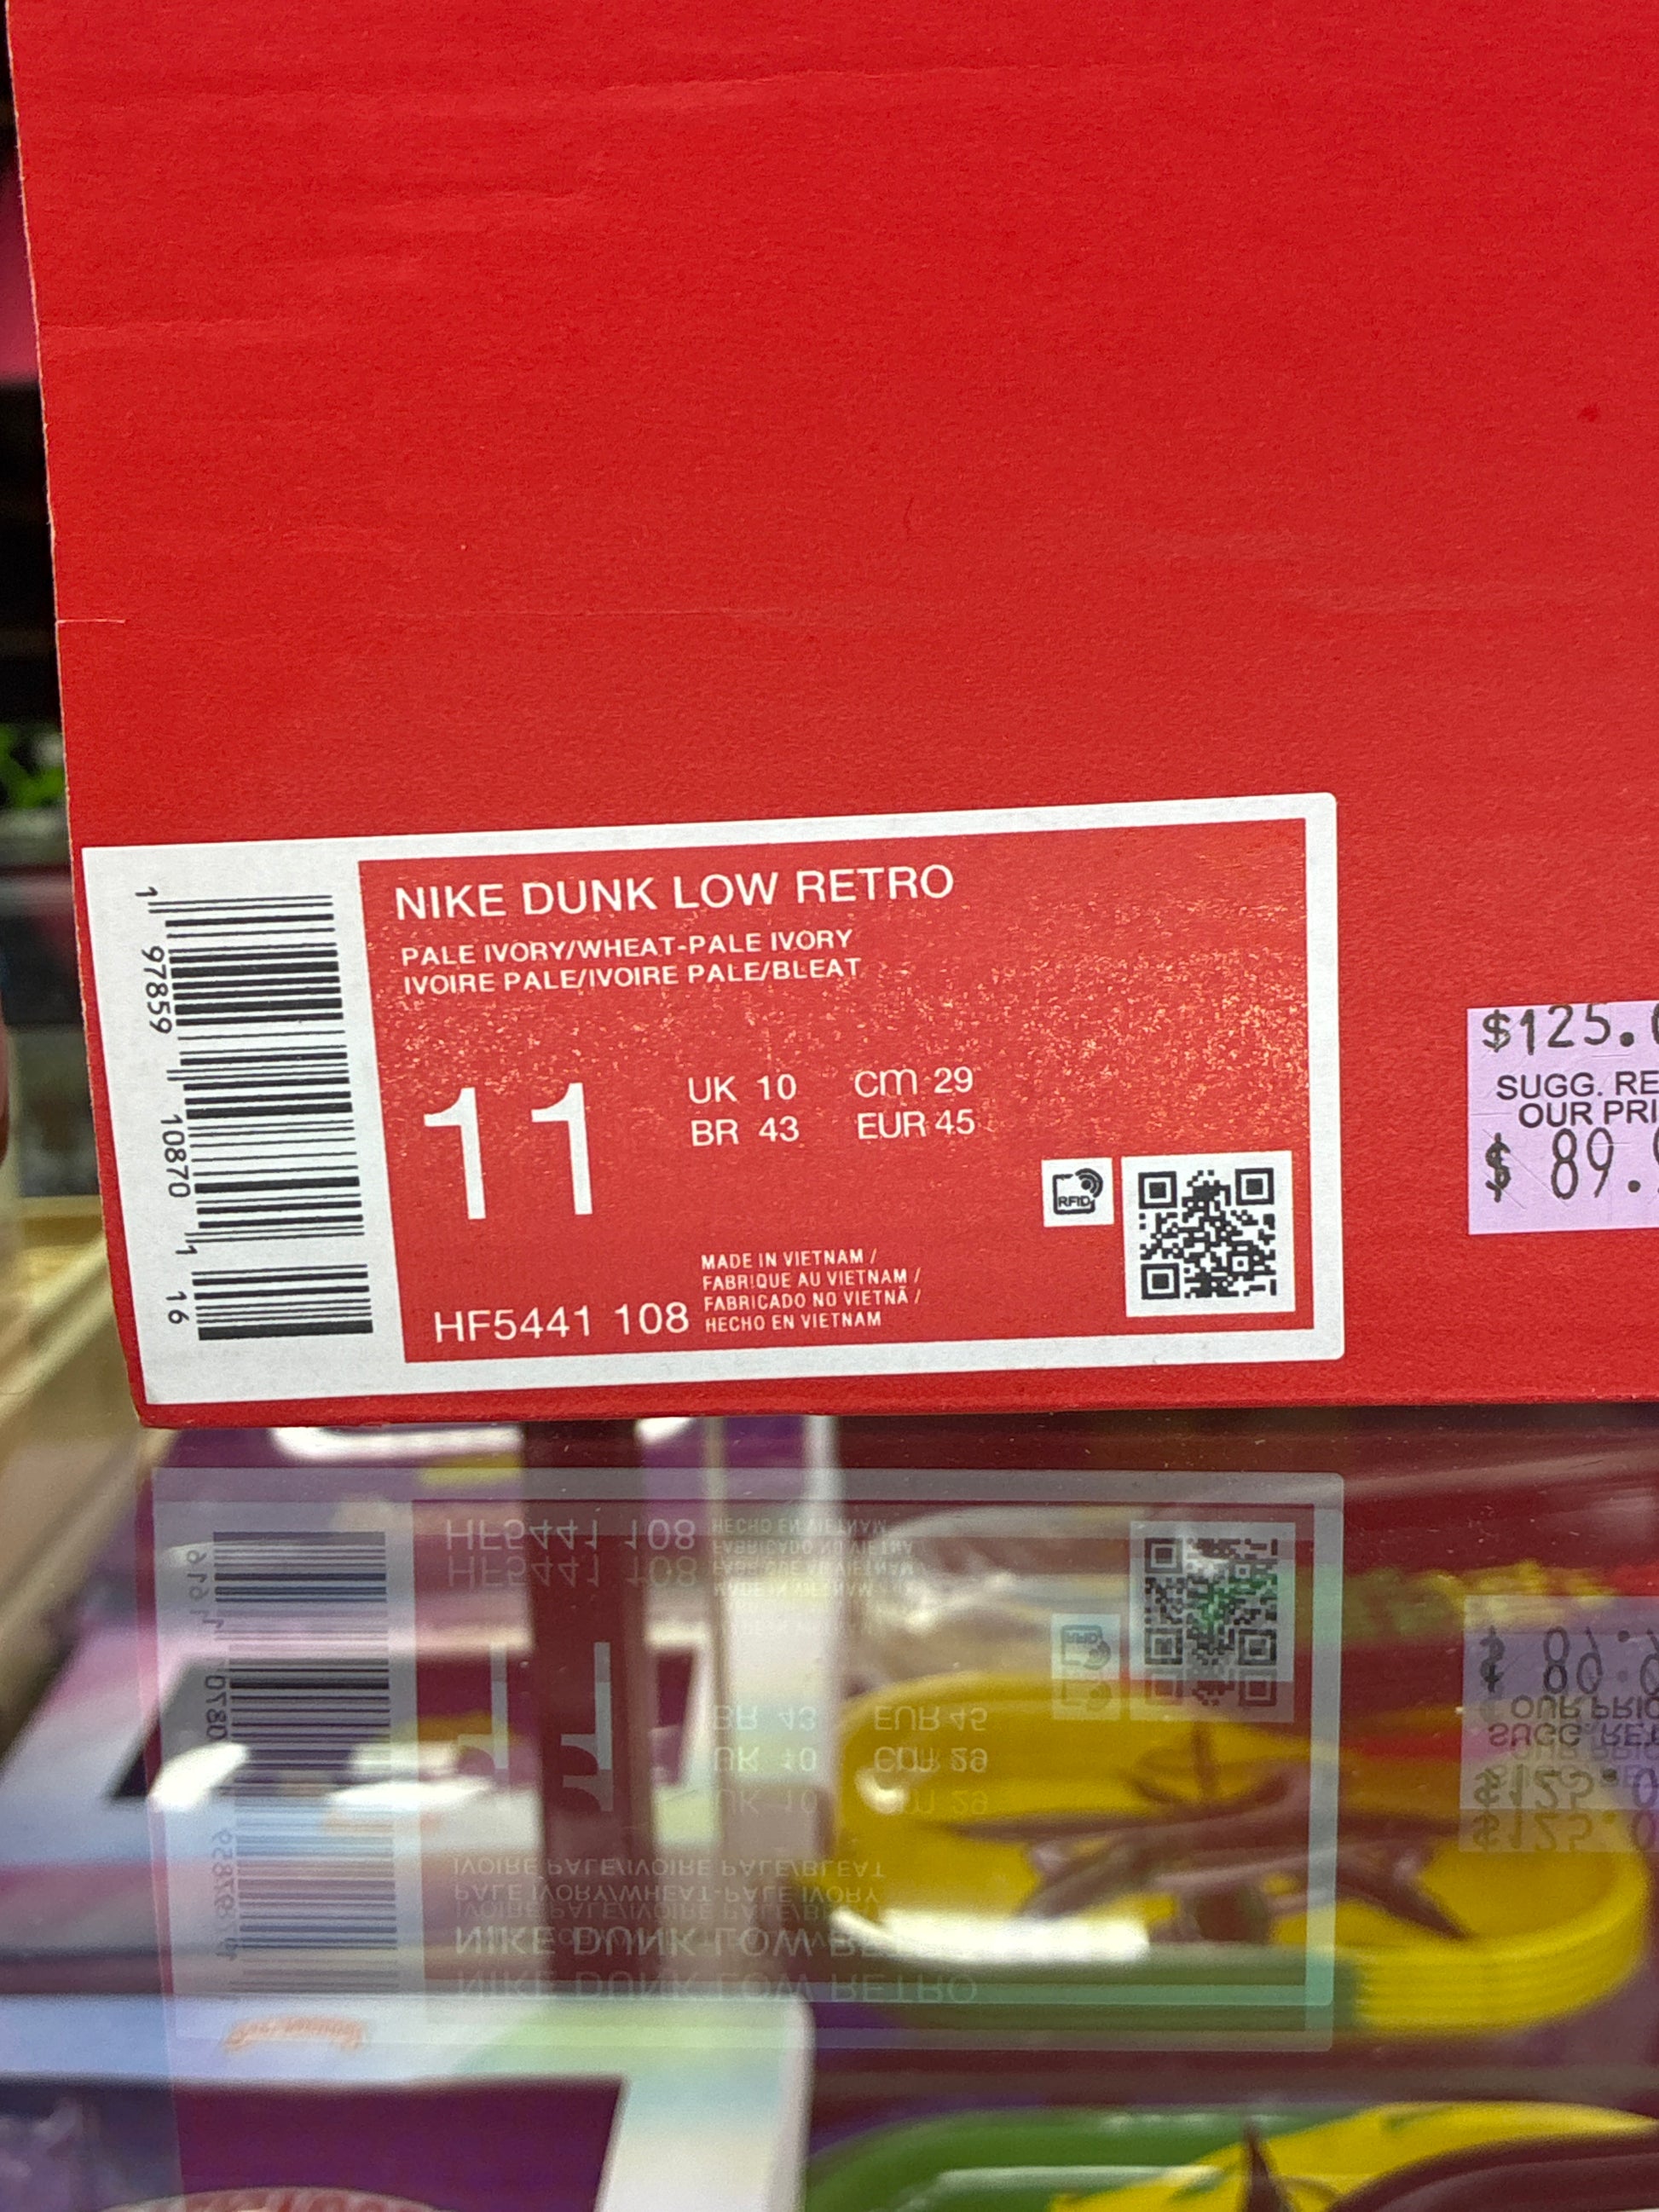 NIKE DUNK LOW RETRO
PALE IVORY/WHEAT-PALE IVORY
IVOIRE PALE/IVOIRE PALE/BLEAT
11
UK 10 cm 29
BR 43 EUR 45
RFID
MADE IN VIETNAM /
FABRIQUE AU VIETNAM /
FABRICADO NO VIETNÃ /
HECHO EN VIETNAM
HF5441 108
1 97859 10870 1 16
$125.
SUGG.
OUR
$ 89.